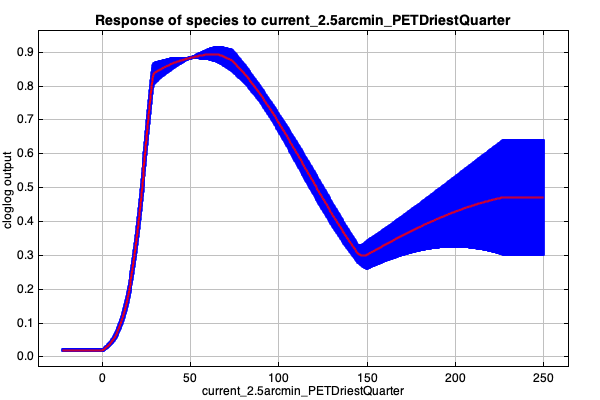 Response of species to current_2.5arcmin_PETDriestQuarter
cloglog output
0.9
0.8
0.7
0.6
0.5
0.4
0.3
0.2
0.1
0.0
0 50 100 150 200 250
current_2.5arcmin_PETDriestQuarter